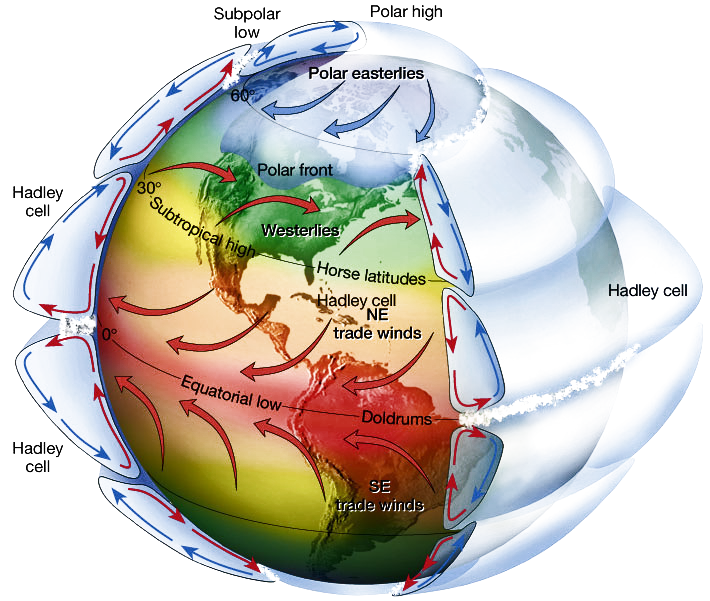 Polar high
Subpolar
low
Polar easterlies
60°
Polar front
30°
Hadley
cell
Subtropical high
Westerlies
Horse latitudes
Hadley cell
Hadley cell
NE
trade winds
0°
Equatorial low
Doldrums
Hadley
cell
SE
trade winds